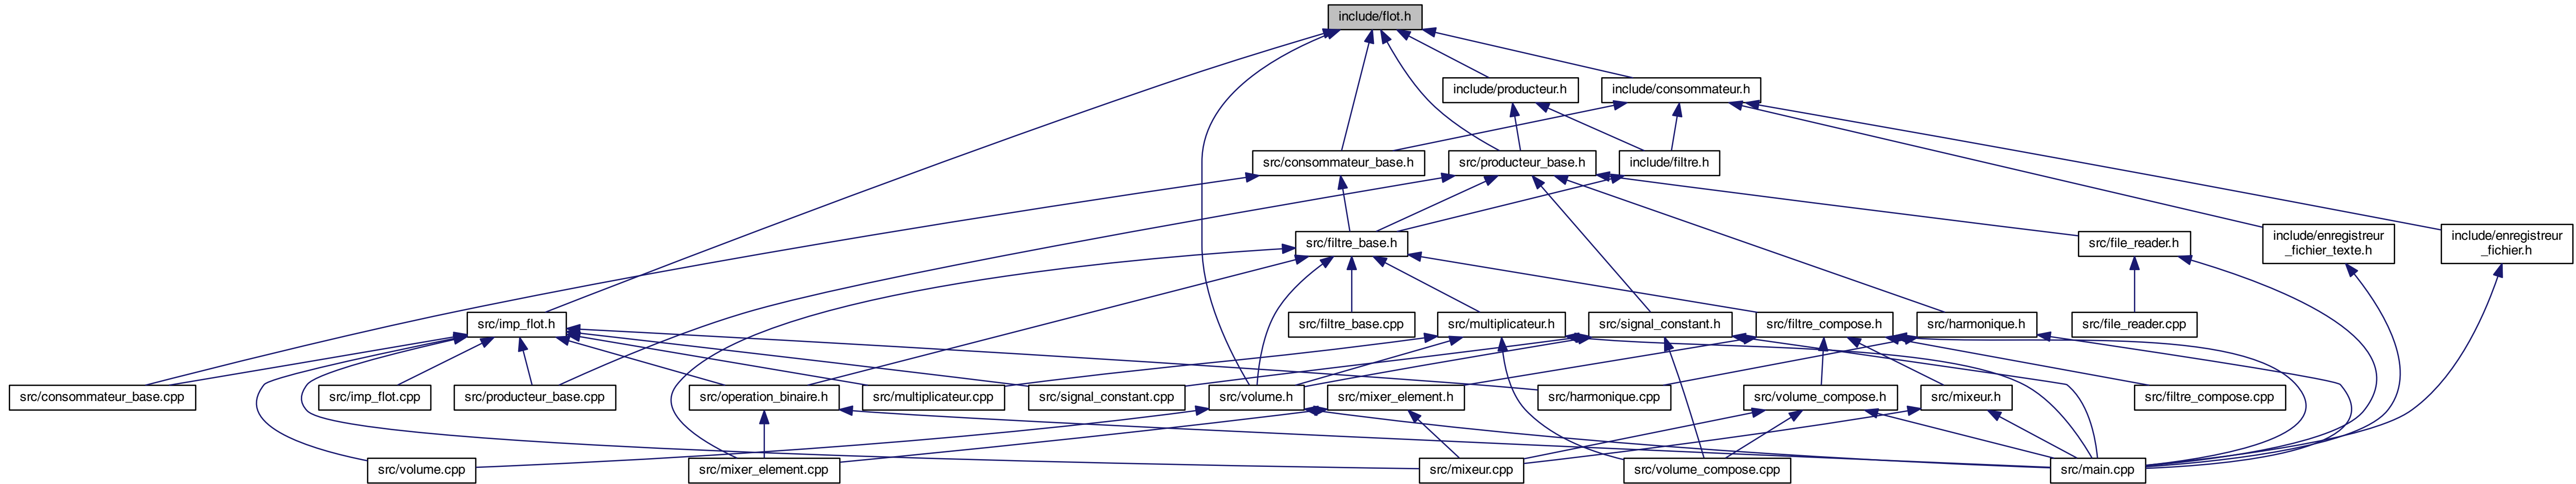 include/flot.h
include/producteur.h
include/consommateur.h
src/consommateur_base.h
src/producteur_base.h
include/filtre.h
src/filtre_base.h
src/file_reader.h
include/enregistreur
_fichier_texte.h
include/enregistreur
_fichier.h
src/imp_flot.h
src/filtre_base.cpp
src/multiplicateur.h
src/signal_constant.h
src/filtre_compose.h
src/harmonique.h
src/file_reader.cpp
src/consommateur_base.cpp
src/imp_flot.cpp
src/producteur_base.cpp
src/operation_binaire.h
src/multiplicateur.cpp
src/signal_constant.cpp
src/volume.h
src/mixer_element.h
src/harmonique.cpp
src/volume_compose.h
src/mixeur.h
src/filtre_compose.cpp
src/volume.cpp
src/mixer_element.cpp
src/mixeur.cpp
src/volume_compose.cpp
src/main.cpp